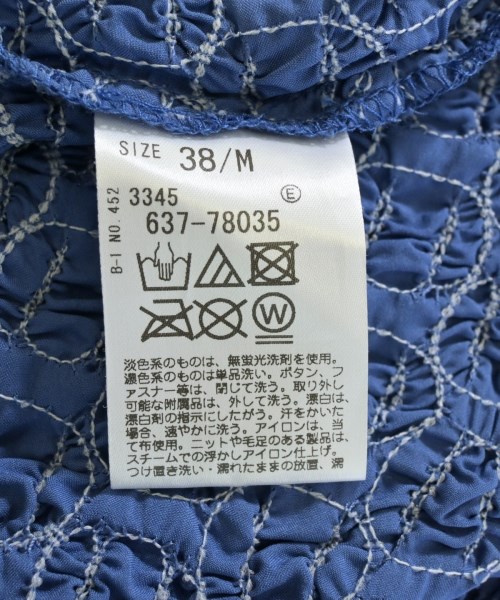 SIZE 38/M
B-I NO. 452
3345
E
637-78035
W
淡色系のものは、無蛍光洗剤を使用。
濃色系のものは単品洗い。ボタン、フ
ァスナー等は、閉じて洗う。取り外し
可能な附属品は、外して洗う。漂白は、
漂白剤の指示にしたがう。汗をかいた
場合、速やかに洗う。アイロンは、当
て布使用。ニットや毛足のある製品は、
スチームでの浮かしアイロン仕上げ。
つけ置き洗い・濡れたままの放置、濡